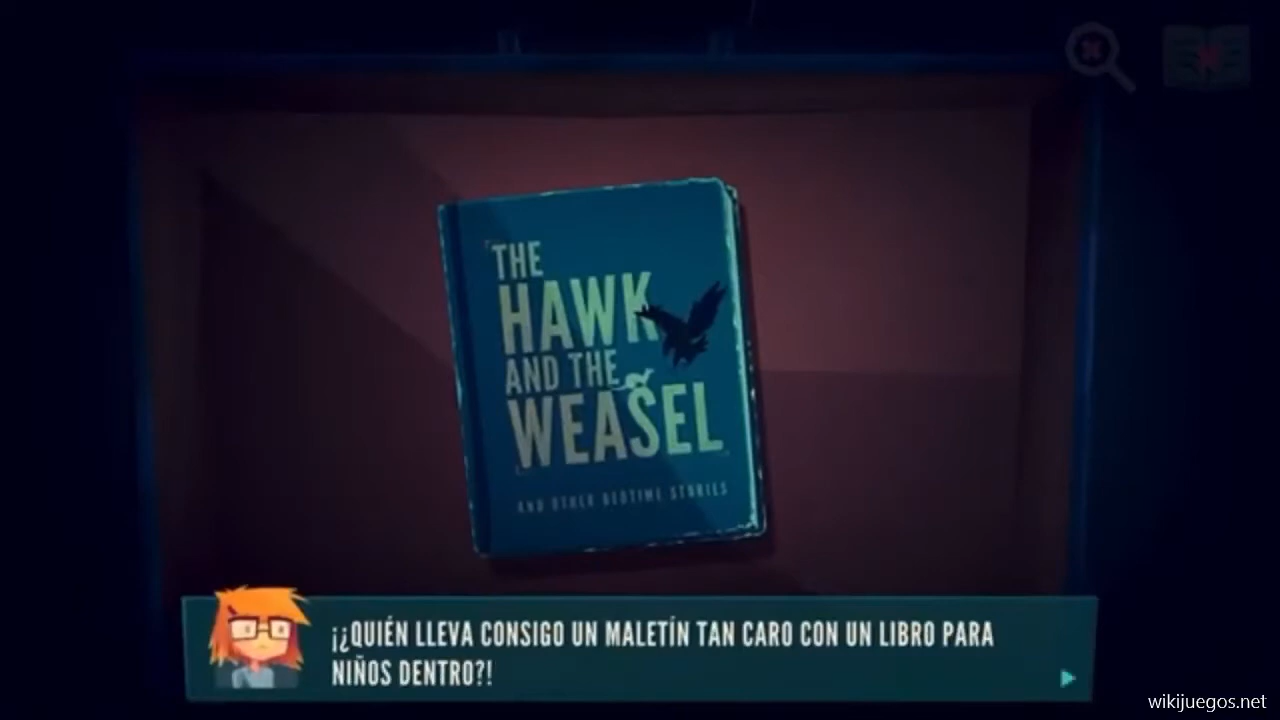 THE
HAWK
AND THE
WEASEL
AND OTHER BEDTIME STORIES
¡¿QUIÉN LLEVA CONSIGO UN MALETÍN TAN CARO CON UN LIBRO PARA
NIÑOS DENTRO?!
wikijuegos.net